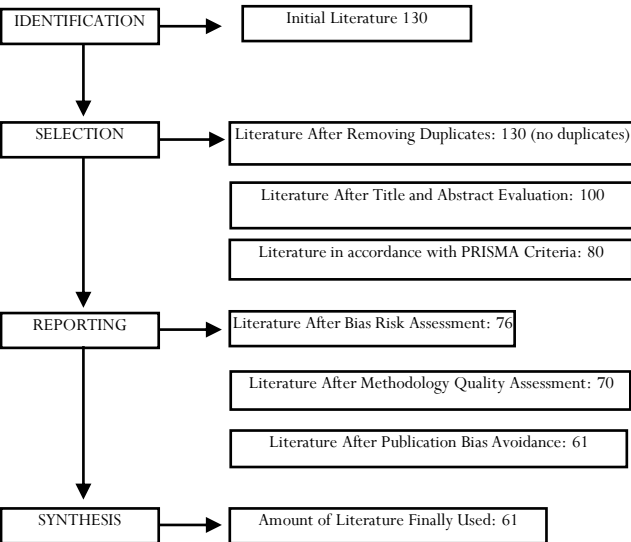 IDENTIFICATION
Initial Literature 130
SELECTION
Literature After Removing Duplicates: 130 (no duplicates)
Literature After Title and Abstract Evaluation: 100
Literature in accordance with PRISMA Criteria: 80
REPORTING
Literature After Bias Risk Assessment: 76
Literature After Methodology Quality Assessment: 70
Literature After Publication Bias Avoidance: 61
SYNTHESIS
Amount of Literature Finally Used: 61